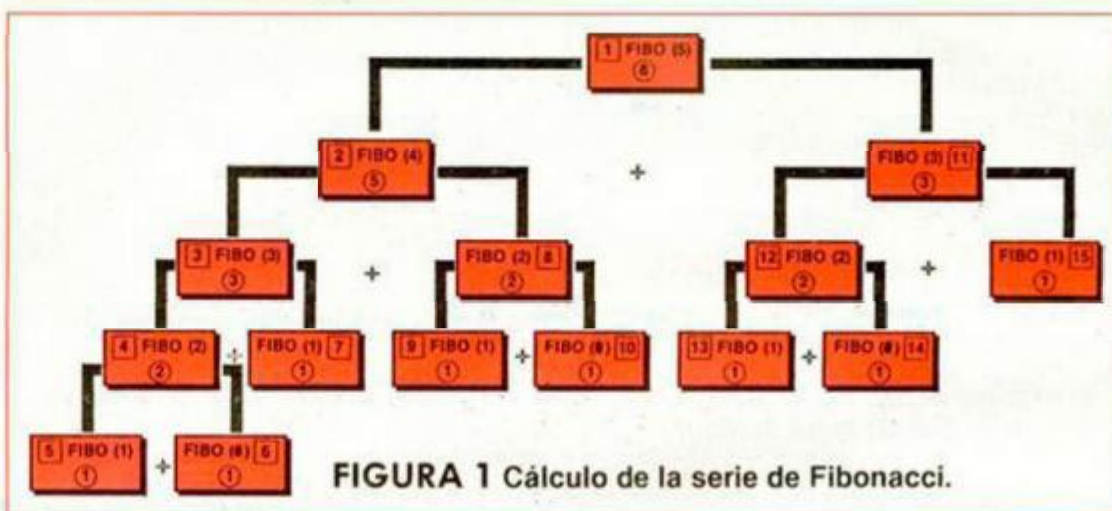 1 FIBO (5)
8
2 FIBO (4)
5
+
FIBO (3) 11
3
3 FIBO (3)
3
+
FIBO (2) 8
2
12 FIBO (2)
2
+
FIBO (1) 15
1
4 FIBO (2)
2
+
FIBO (1) 7
1
9 FIBO (1)
1
+
FIBO (0) 10
1
13 FIBO (1)
1
+
FIBO (0) 14
1
5 FIBO (1)
1
+
FIBO (0) 6
1
FIGURA 1 Cálculo de la serie de Fibonacci.